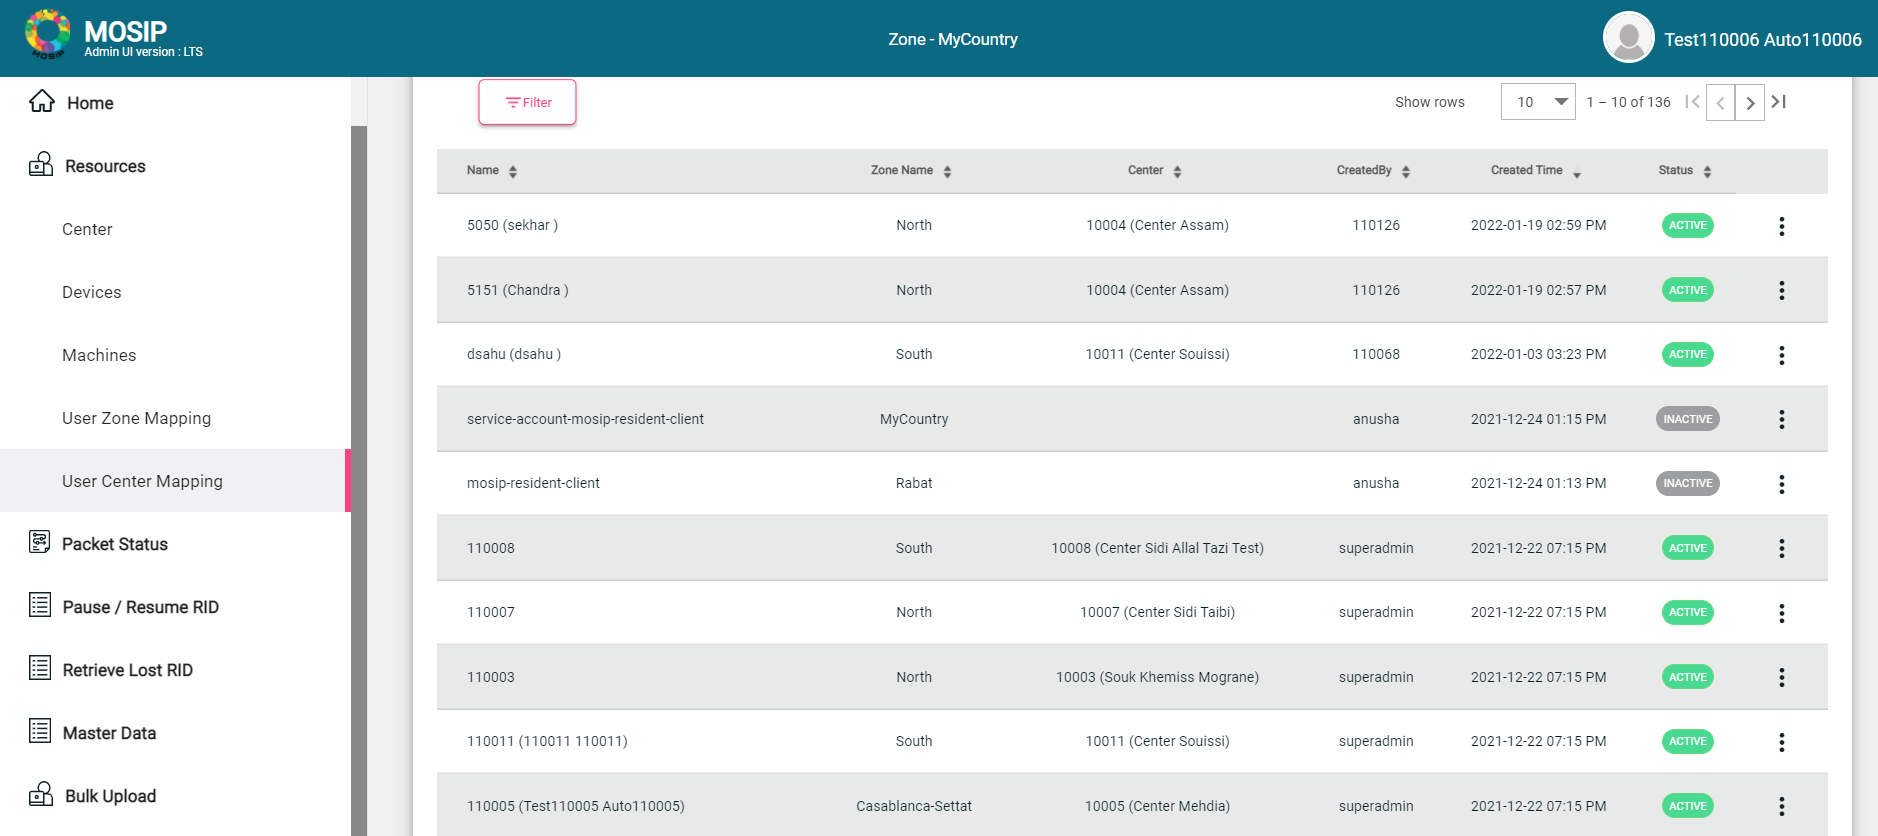 MOSIP
Admin UI version : LTS
MOSIP
Zone - MyCountry
Test110006 Auto110006
Home
Resources
Center
Devices
Machines
User Zone Mapping
User Center Mapping
Packet Status
Pause / Resume RID
Retrieve Lost RID
Master Data
Bulk Upload
Filter
Show rows 10 1 – 10 of 136
Name Zone Name Center CreatedBy Created Time Status
5050 (sekhar ) North 10004 (Center Assam) 110126 2022-01-19 02:59 PM ACTIVE
5151 (Chandra ) North 10004 (Center Assam) 110126 2022-01-19 02:57 PM ACTIVE
dsahu (dsahu ) South 10011 (Center Souissi) 110068 2022-01-03 03:23 PM ACTIVE
service-account-mosip-resident-client MyCountry anusha 2021-12-24 01:15 PM INACTIVE
mosip-resident-client Rabat anusha 2021-12-24 01:13 PM INACTIVE
110008 South 10008 (Center Sidi Allal Tazi Test) superadmin 2021-12-22 07:15 PM ACTIVE
110007 North 10007 (Center Sidi Taibi) superadmin 2021-12-22 07:15 PM ACTIVE
110003 North 10003 (Souk Khemiss Mograne) superadmin 2021-12-22 07:15 PM ACTIVE
110011 (110011 110011) South 10011 (Center Souissi) superadmin 2021-12-22 07:15 PM ACTIVE
110005 (Test110005 Auto110005) Casablanca-Settat 10005 (Center Mehdia) superadmin 2021-12-22 07:15 PM ACTIVE